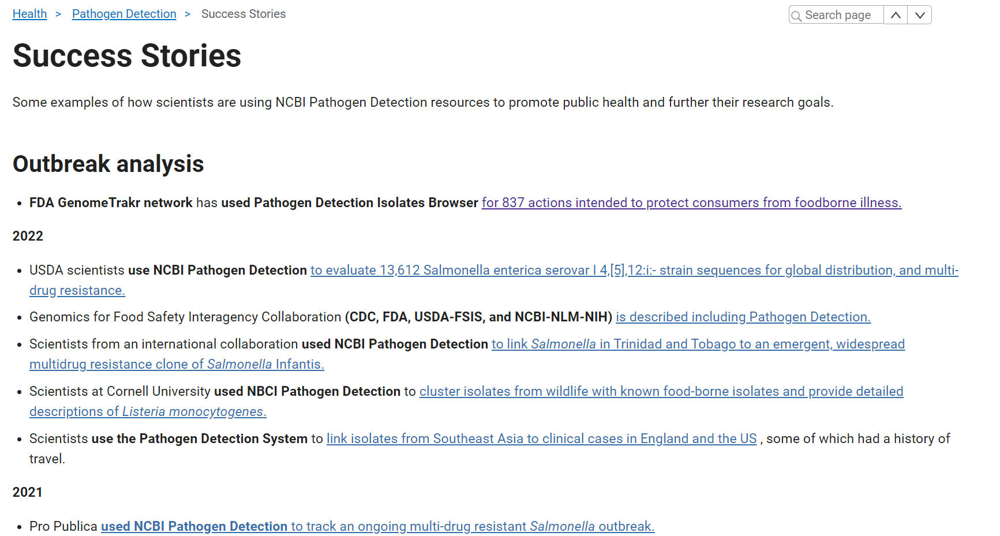 Health > Pathogen Detection > Success Stories
Search page
Success Stories
Some examples of how scientists are using NCBI Pathogen Detection resources to promote public health and further their research goals.
Outbreak analysis
• FDA GenomeTrakr network has used Pathogen Detection Isolates Browser for 837 actions intended to protect consumers from foodborne illness.
2022
• USDA scientists use NCBI Pathogen Detection to evaluate 13,612 Salmonella enterica serovar I 4,[5],12:i:- strain sequences for global distribution, and multi-
drug resistance.
• Genomics for Food Safety Interagency Collaboration (CDC, FDA, USDA-FSIS, and NCBI-NLM-NIH) is described including Pathogen Detection.
• Scientists from an international collaboration used NCBI Pathogen Detection to link Salmonella in Trinidad and Tobago to an emergent, widespread
multidrug resistance clone of Salmonella Infantis.
• Scientists at Cornell University used NBCI Pathogen Detection to cluster isolates from wildlife with known food-borne isolates and provide detailed
descriptions of Listeria monocytogenes.
• Scientists use the Pathogen Detection System to link isolates from Southeast Asia to clinical cases in England and the US , some of which had a history of
travel.
2021
• Pro Publica used NCBI Pathogen Detection to track an ongoing multi-drug resistant Salmonella outbreak.